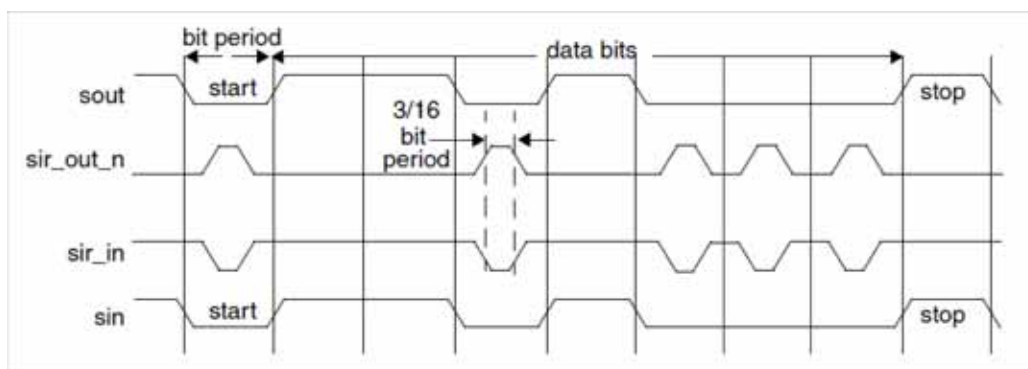 bit period
data bits
sout
start
stop
3/16
bit
period
sir_out_n
sir_in
sin
start
stop